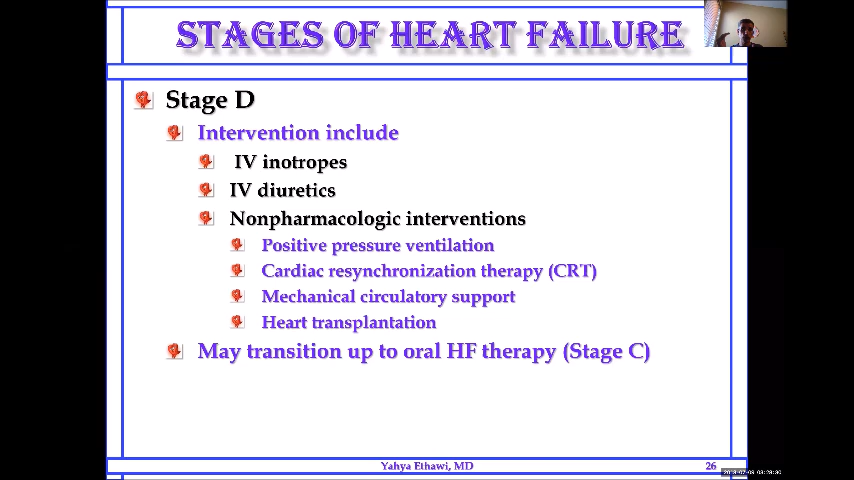 STAGES OF HEART FAILURE
Stage D
Intervention include
IV inotropes
IV diuretics
Nonpharmacologic interventions
Positive pressure ventilation
Cardiac resynchronization therapy (CRT)
Mechanical circulatory support
Heart transplantation
May transition up to oral HF therapy (Stage C)
Yahya Ethawi, MD
26